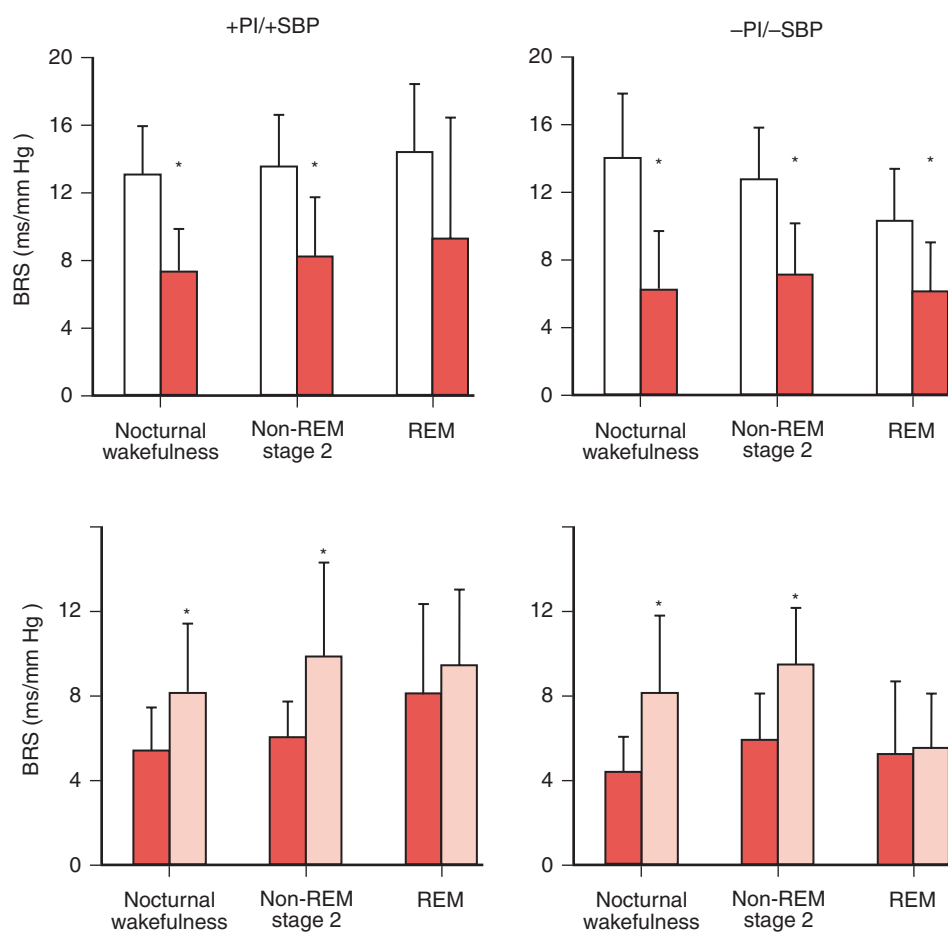 +PI/+SBP
–PI/–SBP
BRS (ms/mm Hg )
20
16
12
8
4
0
*
*
Nocturnal
wakefulness
Non-REM
stage 2
REM
20
16
12
8
4
0
*
*
*
Nocturnal
wakefulness
Non-REM
stage 2
REM
BRS (ms/mm Hg )
12
8
4
0
*
*
Nocturnal
wakefulness
Non-REM
stage 2
REM
12
8
4
0
*
*
Nocturnal
wakefulness
Non-REM
stage 2
REM